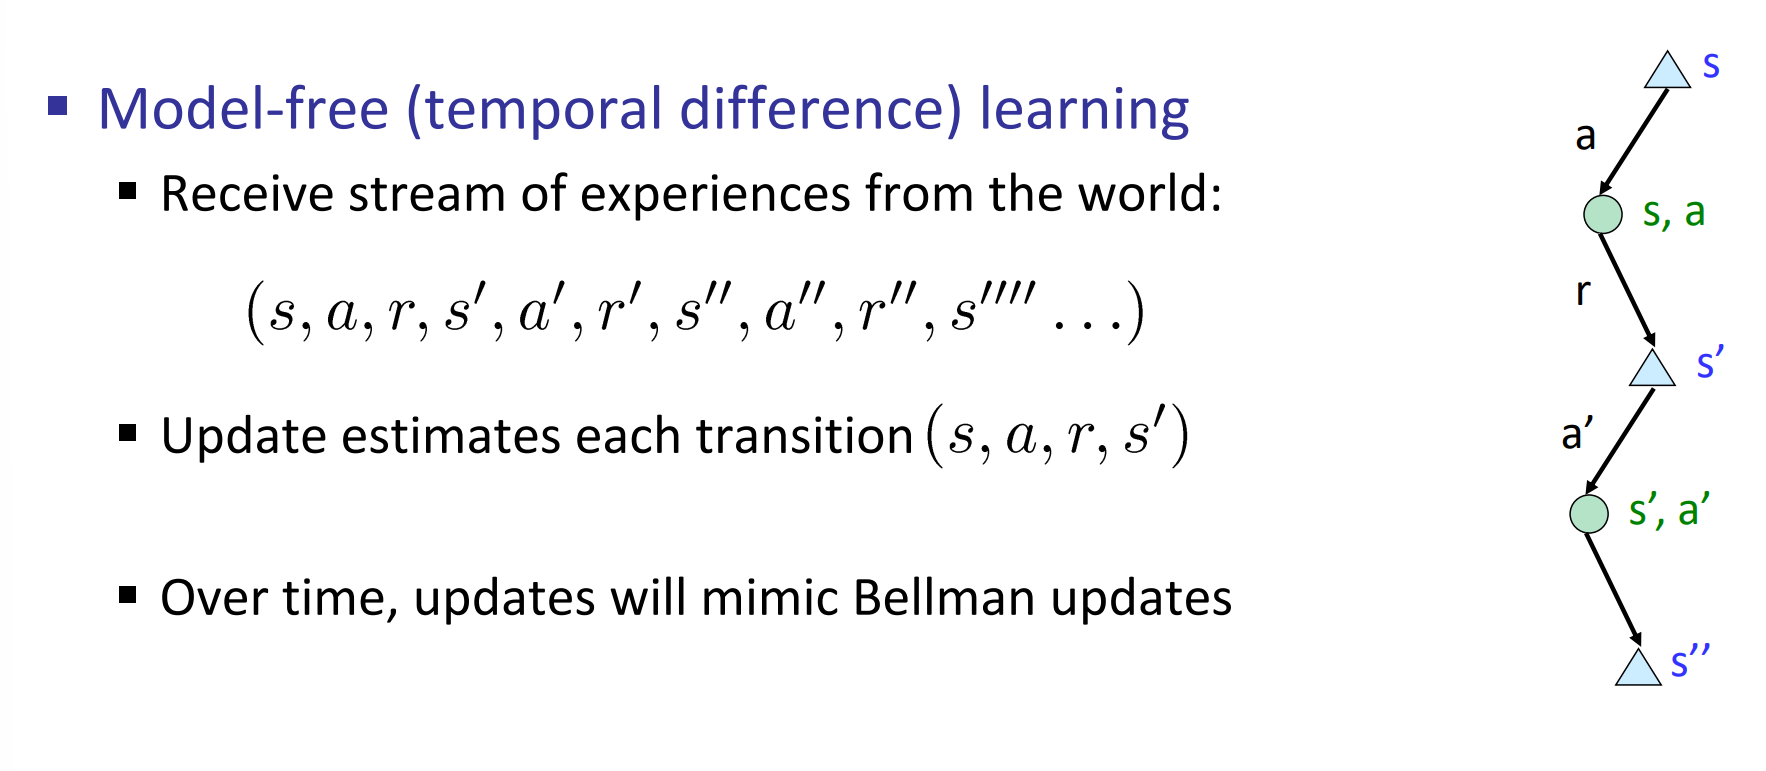 ▪ Model-free (temporal difference) learning
▪ Receive stream of experiences from the world:
(s, a, r, s′, a′, r′, s′′, a′′, r′′, s′′′′ . . .)
▪ Update estimates each transition (s, a, r, s′)
▪ Over time, updates will mimic Bellman updates
s
a
s, a
r
s’
a’
s’, a’
s’’